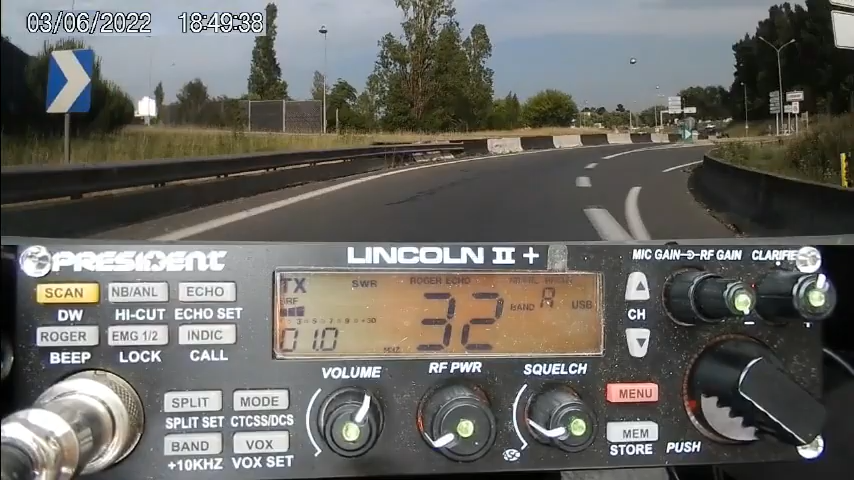 03/06/2022 18:49:38
PRESIDENT LINCOLN II + MIC GAIN RF GAIN CLARIFIER
SCAN NB/ANL ECHO
DW HI-CUT ECHO SET
ROGER EMG 1/2 INDIC
BEEP LOCK CALL
SPLIT MODE
SPLIT SET CTCSS/DCS
BAND VOX
+10KHZ VOX SET
TX SWR ROGER ECHO
32 BAND A USB
01.0
VOLUME RF PWR SQUELCH
CH
MENU
MEM
STORE PUSH